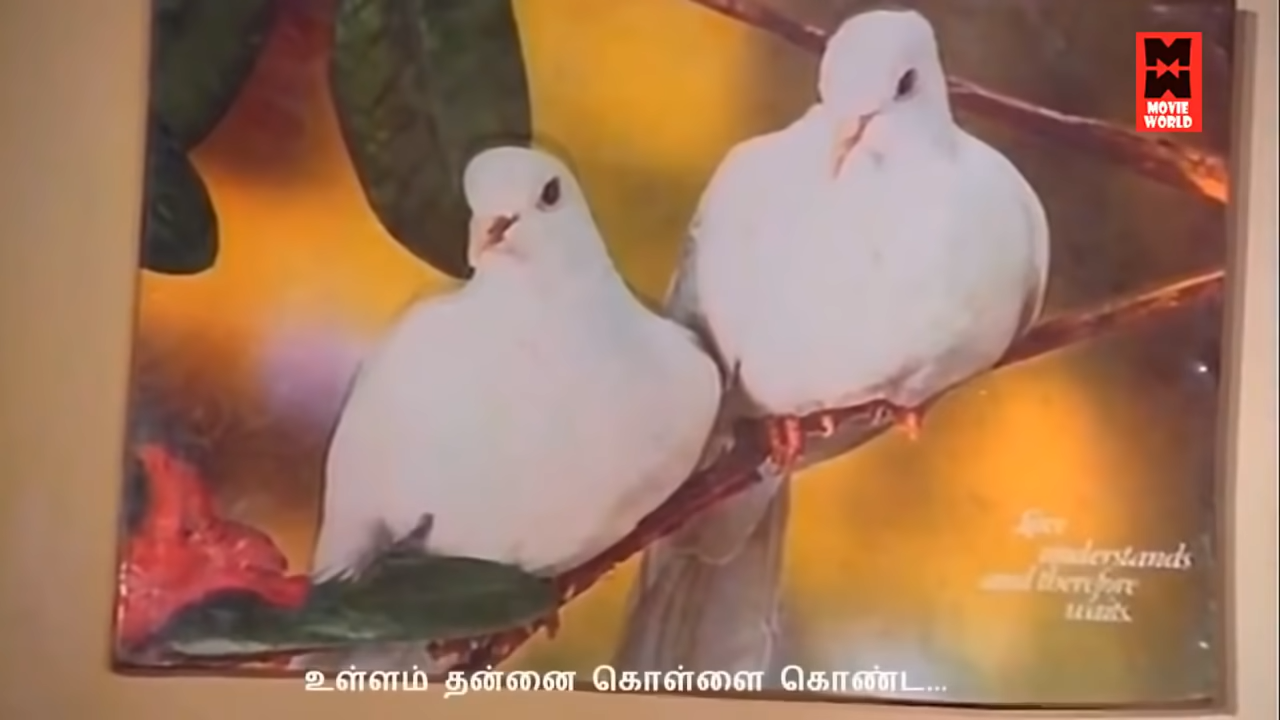 MOVIE
WORLD
Love
understands
and therefore
waits.
உள்ளம் தன்னை கொள்ளை கொண்ட...